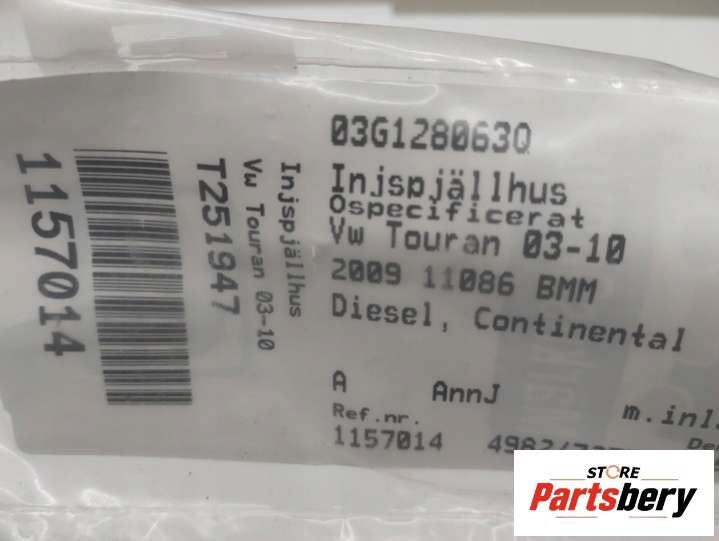 03G128063Q
Injspjällhus
Ospecificerat
Vw Touran 03-10
2009 11086 BMM
Diesel, Continental
A AnnJ
Ref.nr.
1157014
1157014
T251947
Vw Touran 03-10
Injspjällhus
STORE
Partsbery